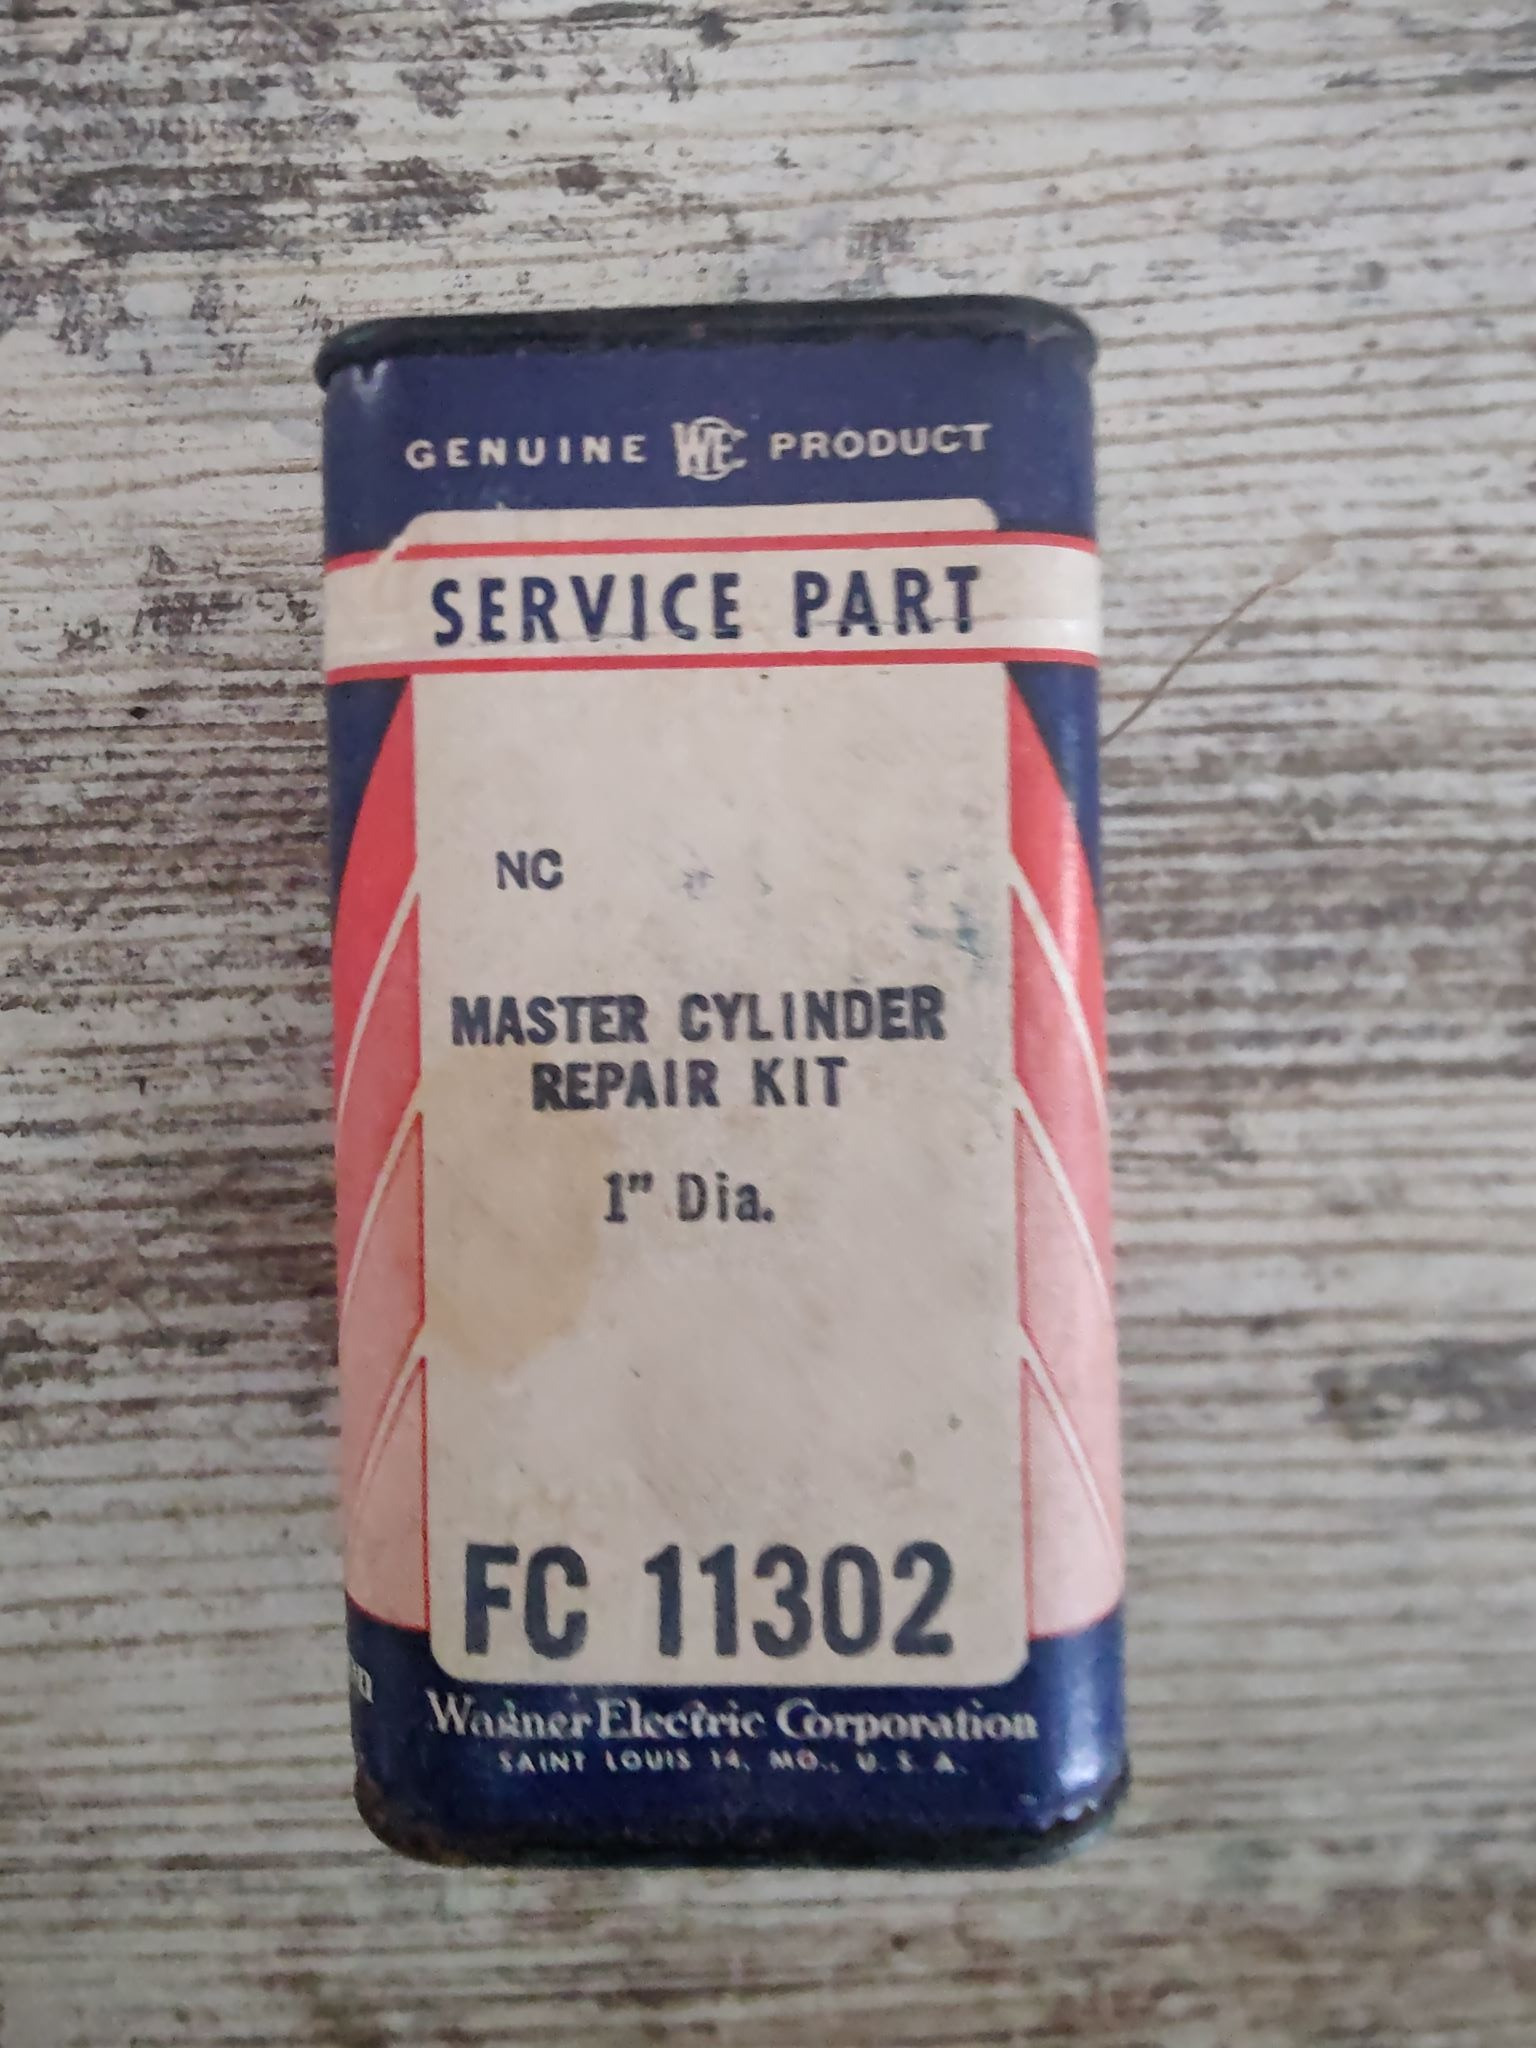 GENUINE WEC PRODUCT
SERVICE PART
NC
MASTER CYLINDER
REPAIR KIT
1" Dia.
FC 11302
Wagner Electric Corporation
SAINT LOUIS 14, MO., U. S. A.